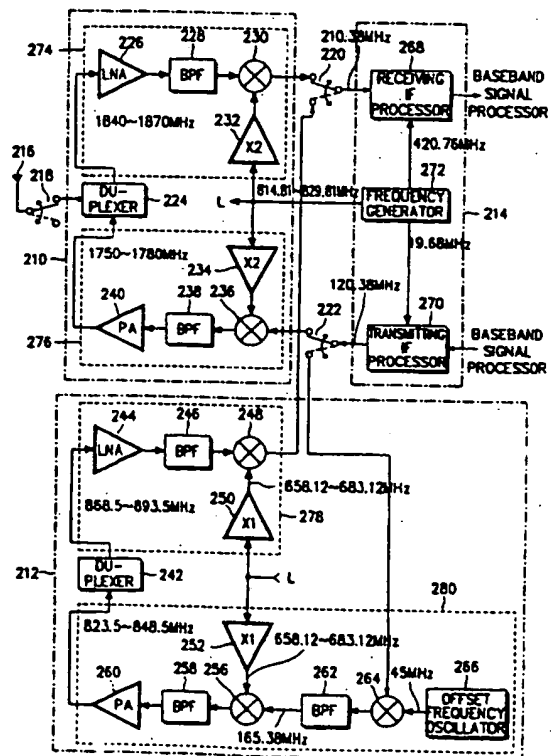 274
226
228
230
220
210.38MHz
268
LNA
BPF
RECEIVING
IF
PROCESSOR
BASEBAND
SIGNAL
PROCESSOR
232
X2
1840~1870MHz
420.76MHz
216
218
272
DU-
PLEXER
224
L
814.81~829.81MHz
FREQUENCY
GENERATOR
214
210
1750~1780MHz
19.68MHz
234
X2
120.38MHz
240
238
236
222
270
PA
BPF
TRANSMITING
IF
PROCESSOR
BASEBAND
SIGNAL
PROCESSOR
276
244
246
248
LNA
BPF
658.12~683.12MHz
250
X1
868.5~893.5MHz
278
212
DU-
PLEXER
242
L
280
823.5~848.5MHz
252
X1
658.12~683.12MHz
260
258
256
262
264
45MHz
266
PA
BPF
BPF
OFFSET
FREQUENCY
OSCILLATOR
165.38MHz